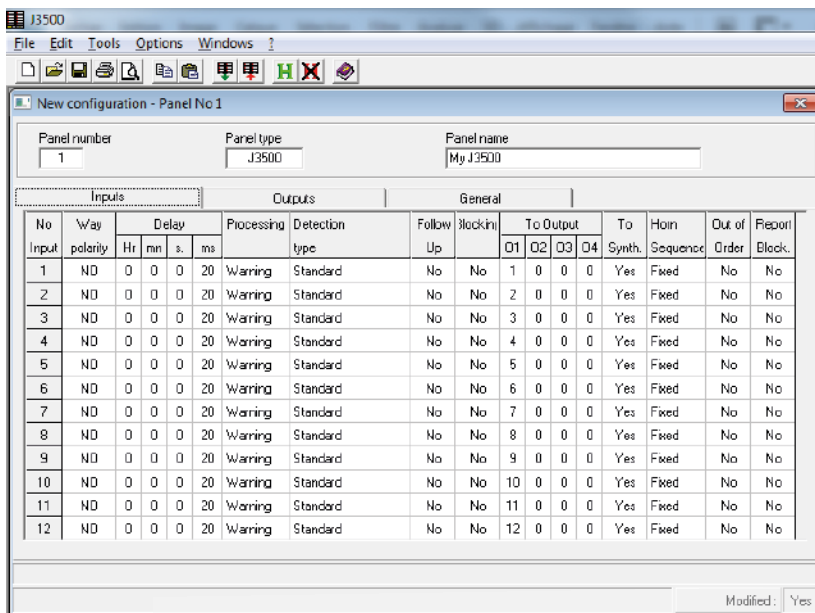 J3500
File Edit Tools Options Windows ?
New configuration - Panel No 1
Panel number Panel type Panel name
1 J3500 My J3500
Inputs Outputs General
No Way Delay Processing Detection Follow Blocking To Output To Horn Out of Report
Input polarity Hr mn s. ms type Up O1 O2 O3 O4 Synth. Sequence Order Block.
1 NO 0 0 0 20 Warning Standard No No 1 0 0 0 Yes Fixed No No
2 NO 0 0 0 20 Warning Standard No No 2 0 0 0 Yes Fixed No No
3 NO 0 0 0 20 Warning Standard No No 3 0 0 0 Yes Fixed No No
4 NO 0 0 0 20 Warning Standard No No 4 0 0 0 Yes Fixed No No
5 NO 0 0 0 20 Warning Standard No No 5 0 0 0 Yes Fixed No No
6 NO 0 0 0 20 Warning Standard No No 6 0 0 0 Yes Fixed No No
7 NO 0 0 0 20 Warning Standard No No 7 0 0 0 Yes Fixed No No
8 NO 0 0 0 20 Warning Standard No No 8 0 0 0 Yes Fixed No No
9 NO 0 0 0 20 Warning Standard No No 9 0 0 0 Yes Fixed No No
10 NO 0 0 0 20 Warning Standard No No 10 0 0 0 Yes Fixed No No
11 NO 0 0 0 20 Warning Standard No No 11 0 0 0 Yes Fixed No No
12 NO 0 0 0 20 Warning Standard No No 12 0 0 0 Yes Fixed No No
Modified : Yes